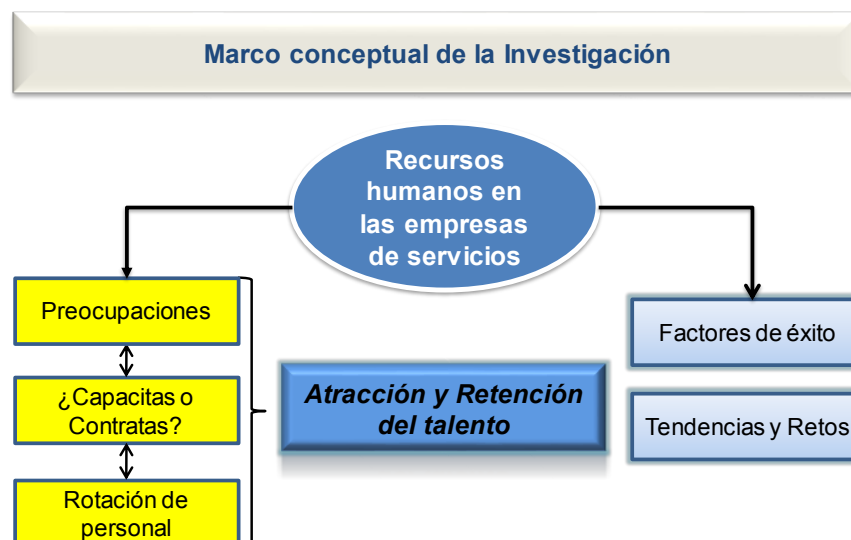 Marco conceptual de la Investigación
Recursos
humanos en
las empresas
de servicios
Preocupaciones
¿Capacitas o
Contratas?
Rotación de
personal
Atracción y Retención
del talento
Factores de éxito
Tendencias y Retos